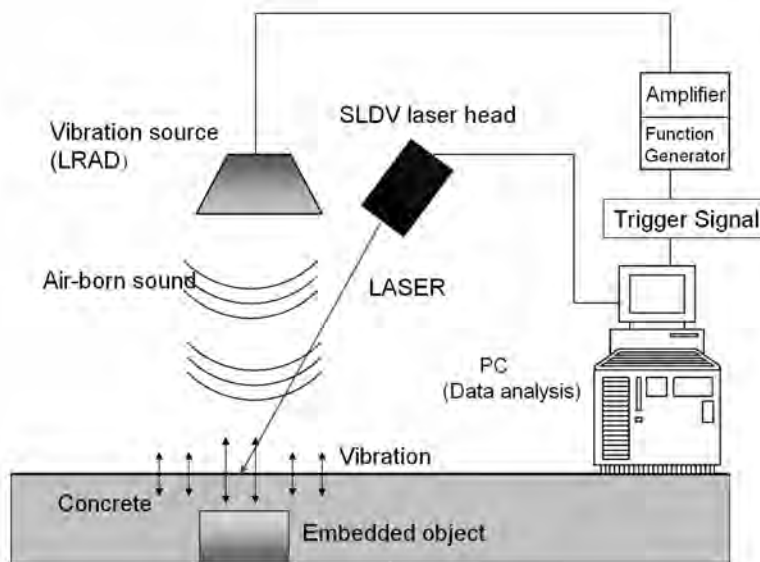 Vibration source
(LRAD)
SLDV laser head
Amplifier
Function
Generator
Trigger Signal
Air-born sound
LASER
PC
(Data analysis)
Vibration
Concrete
Embedded object